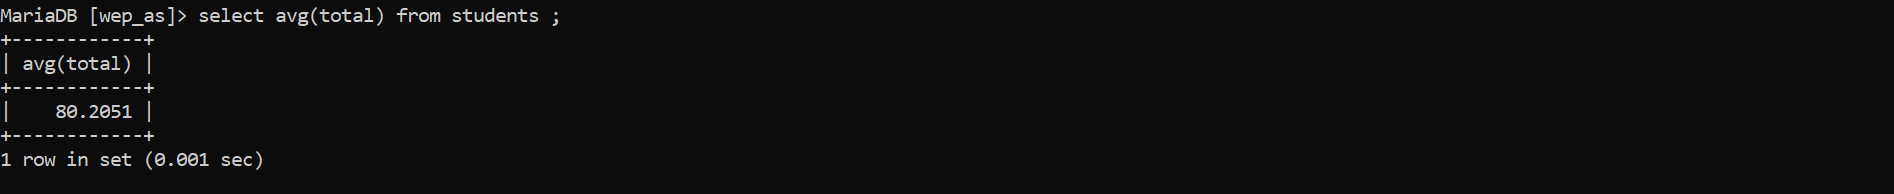 MariaDB [wep_as]> select avg(total) from students ;
+------------+
| avg(total) |
+------------+
|    80.2051 |
+------------+
1 row in set (0.001 sec)